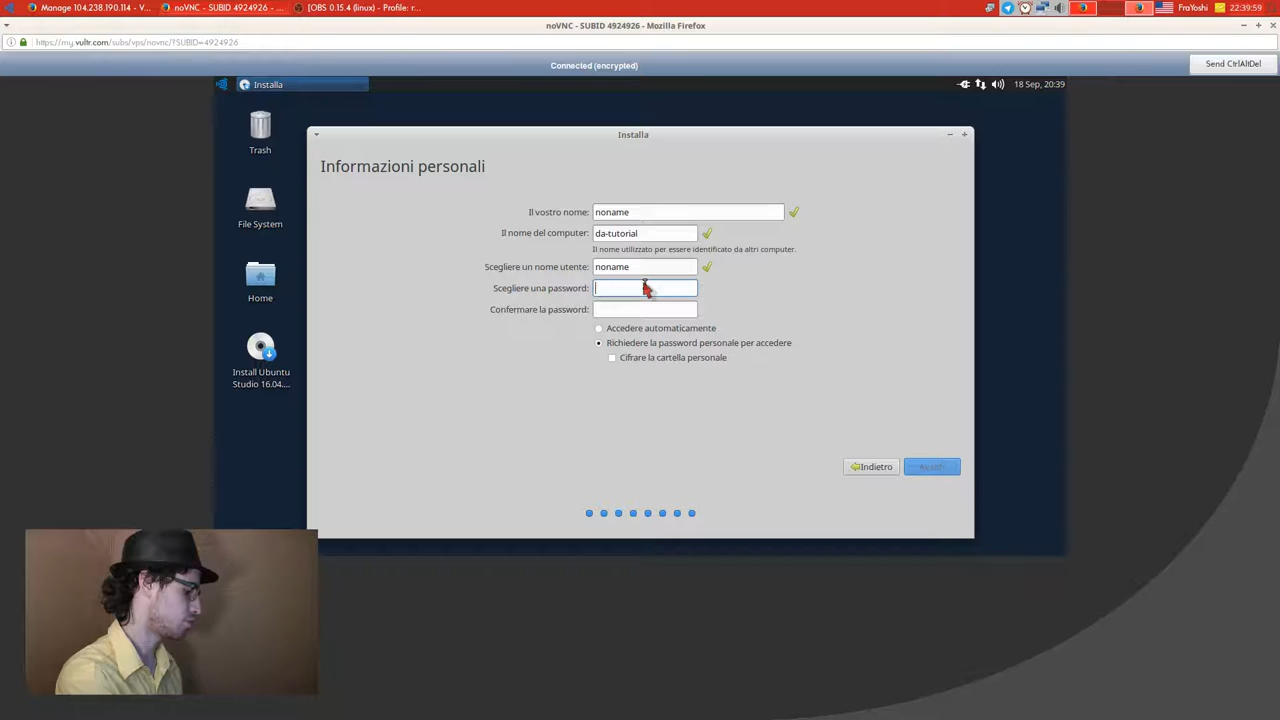 Manage 104.238.190.114 - V...
noVNC - SUBID 4924926 - ...
[OBS 0.15.4 (linux) - Profile: r...
FraYoshi
22:39:59
noVNC - SUBID 4924926 - Mozilla Firefox
https://my.vultr.com/subs/vps/novnc/?SUBID=4924926
Connected (encrypted)
Send CtrlAltDel
Installa
18 Sep, 20:39
Trash
File System
Home
Install Ubuntu
Studio 16.04....
Installa
Informazioni personali
Il vostro nome: noname
Il nome del computer: da-tutorial
Il nome utilizzato per essere identificato da altri computer.
Scegliere un nome utente: noname
Scegliere una password:
Confermare la password:
Accedere automaticamente
Richiedere la password personale per accedere
Cifrare la cartella personale
Indietro
Avanti